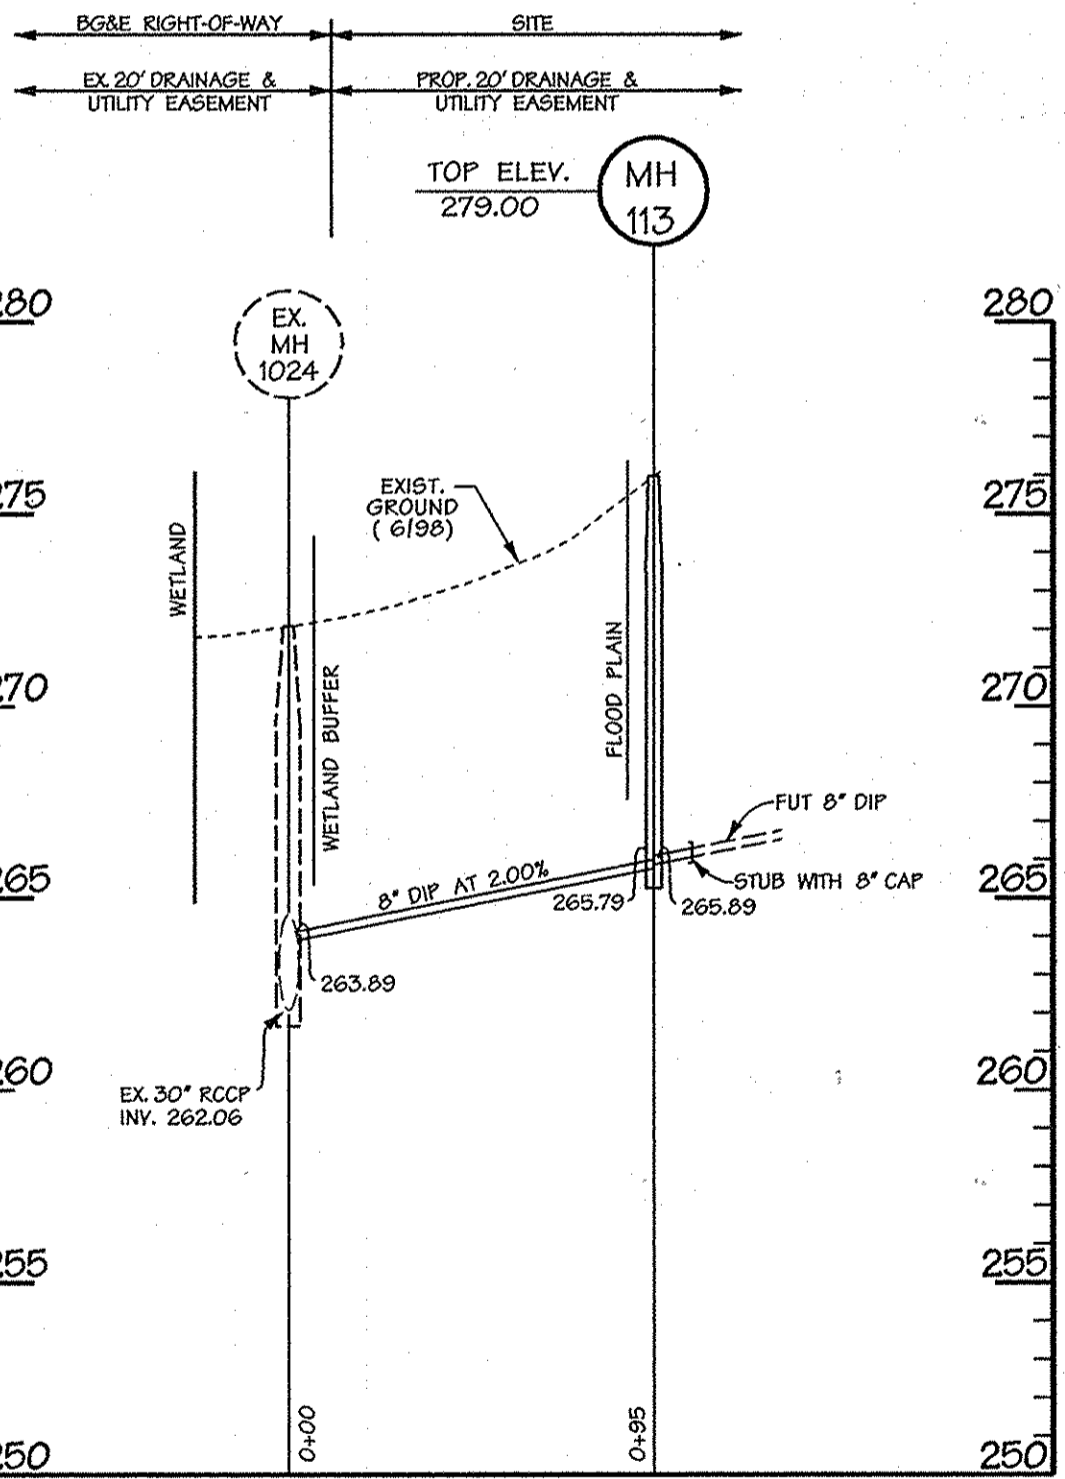 BG&E RIGHT-OF-WAY
SITE
EX. 20' DRAINAGE &
UTILITY EASEMENT
PROP. 20' DRAINAGE &
UTILITY EASEMENT
TOP ELEV.
279.00
MH
113
EX.
MH
1024
280
280
275
275
270
270
265
265
260
260
255
255
250
250
WETLAND
EXIST.
GROUND
( 6/98)
WETLAND BUFFER
FLOOD PLAIN
FUT 8" DIP
STUB WITH 8" CAP
8" DIP AT 2.00%
265.79
265.89
263.89
EX. 30" RCCP
INV. 262.06
0+00
0+95